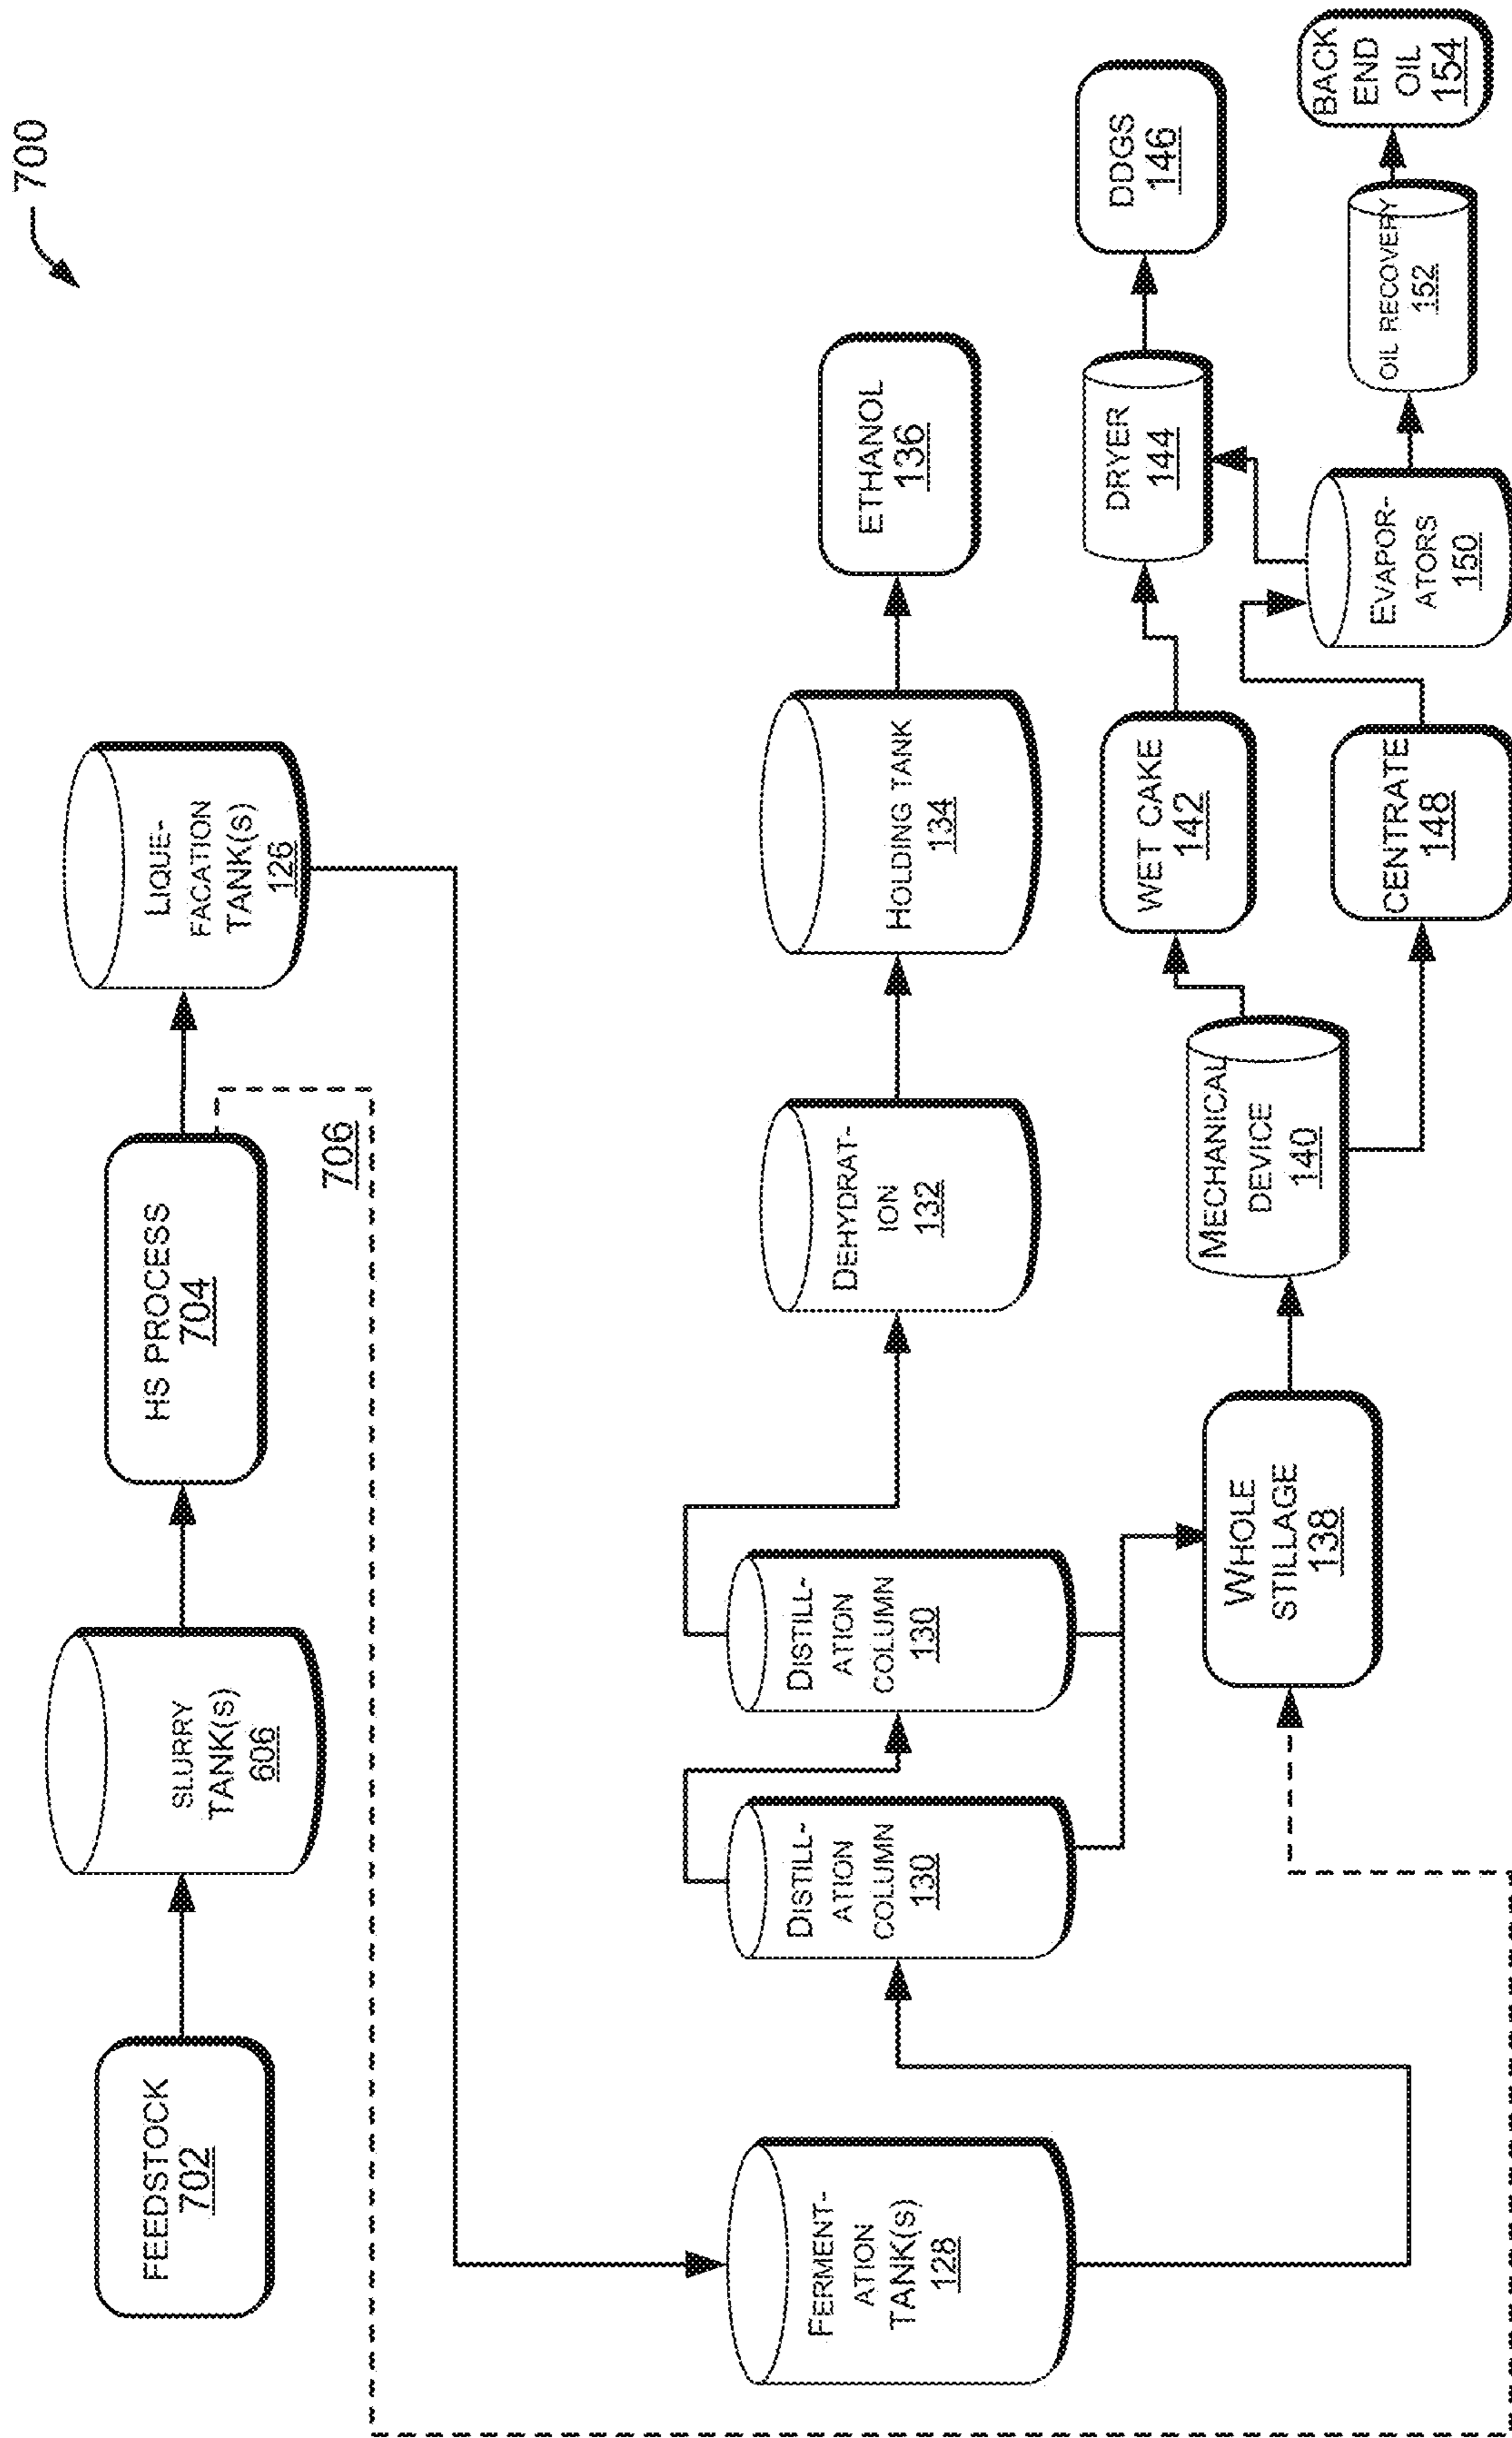 700
FEEDSTOCK
702
SLURRY
TANK(S)
606
HS PROCESS
704
LIQUE-
FACATION
TANK(S)
126
706
FERMENT-
ATION
TANK(S)
128
DISTILL-
ATION
COLUMN
130
DISTILL-
ATION
COLUMN
130
DEHYDRAT-
ION
132
HOLDING TANK
134
ETHANOL
136
WHOLE
STILLAGE
138
MECHANICAL
DEVICE
140
WET CAKE
142
DRYER
144
DDGS
146
CENTRATE
148
EVAPOR-
ATORS
150
OIL RECOVERY
152
BACK
END
OIL
154